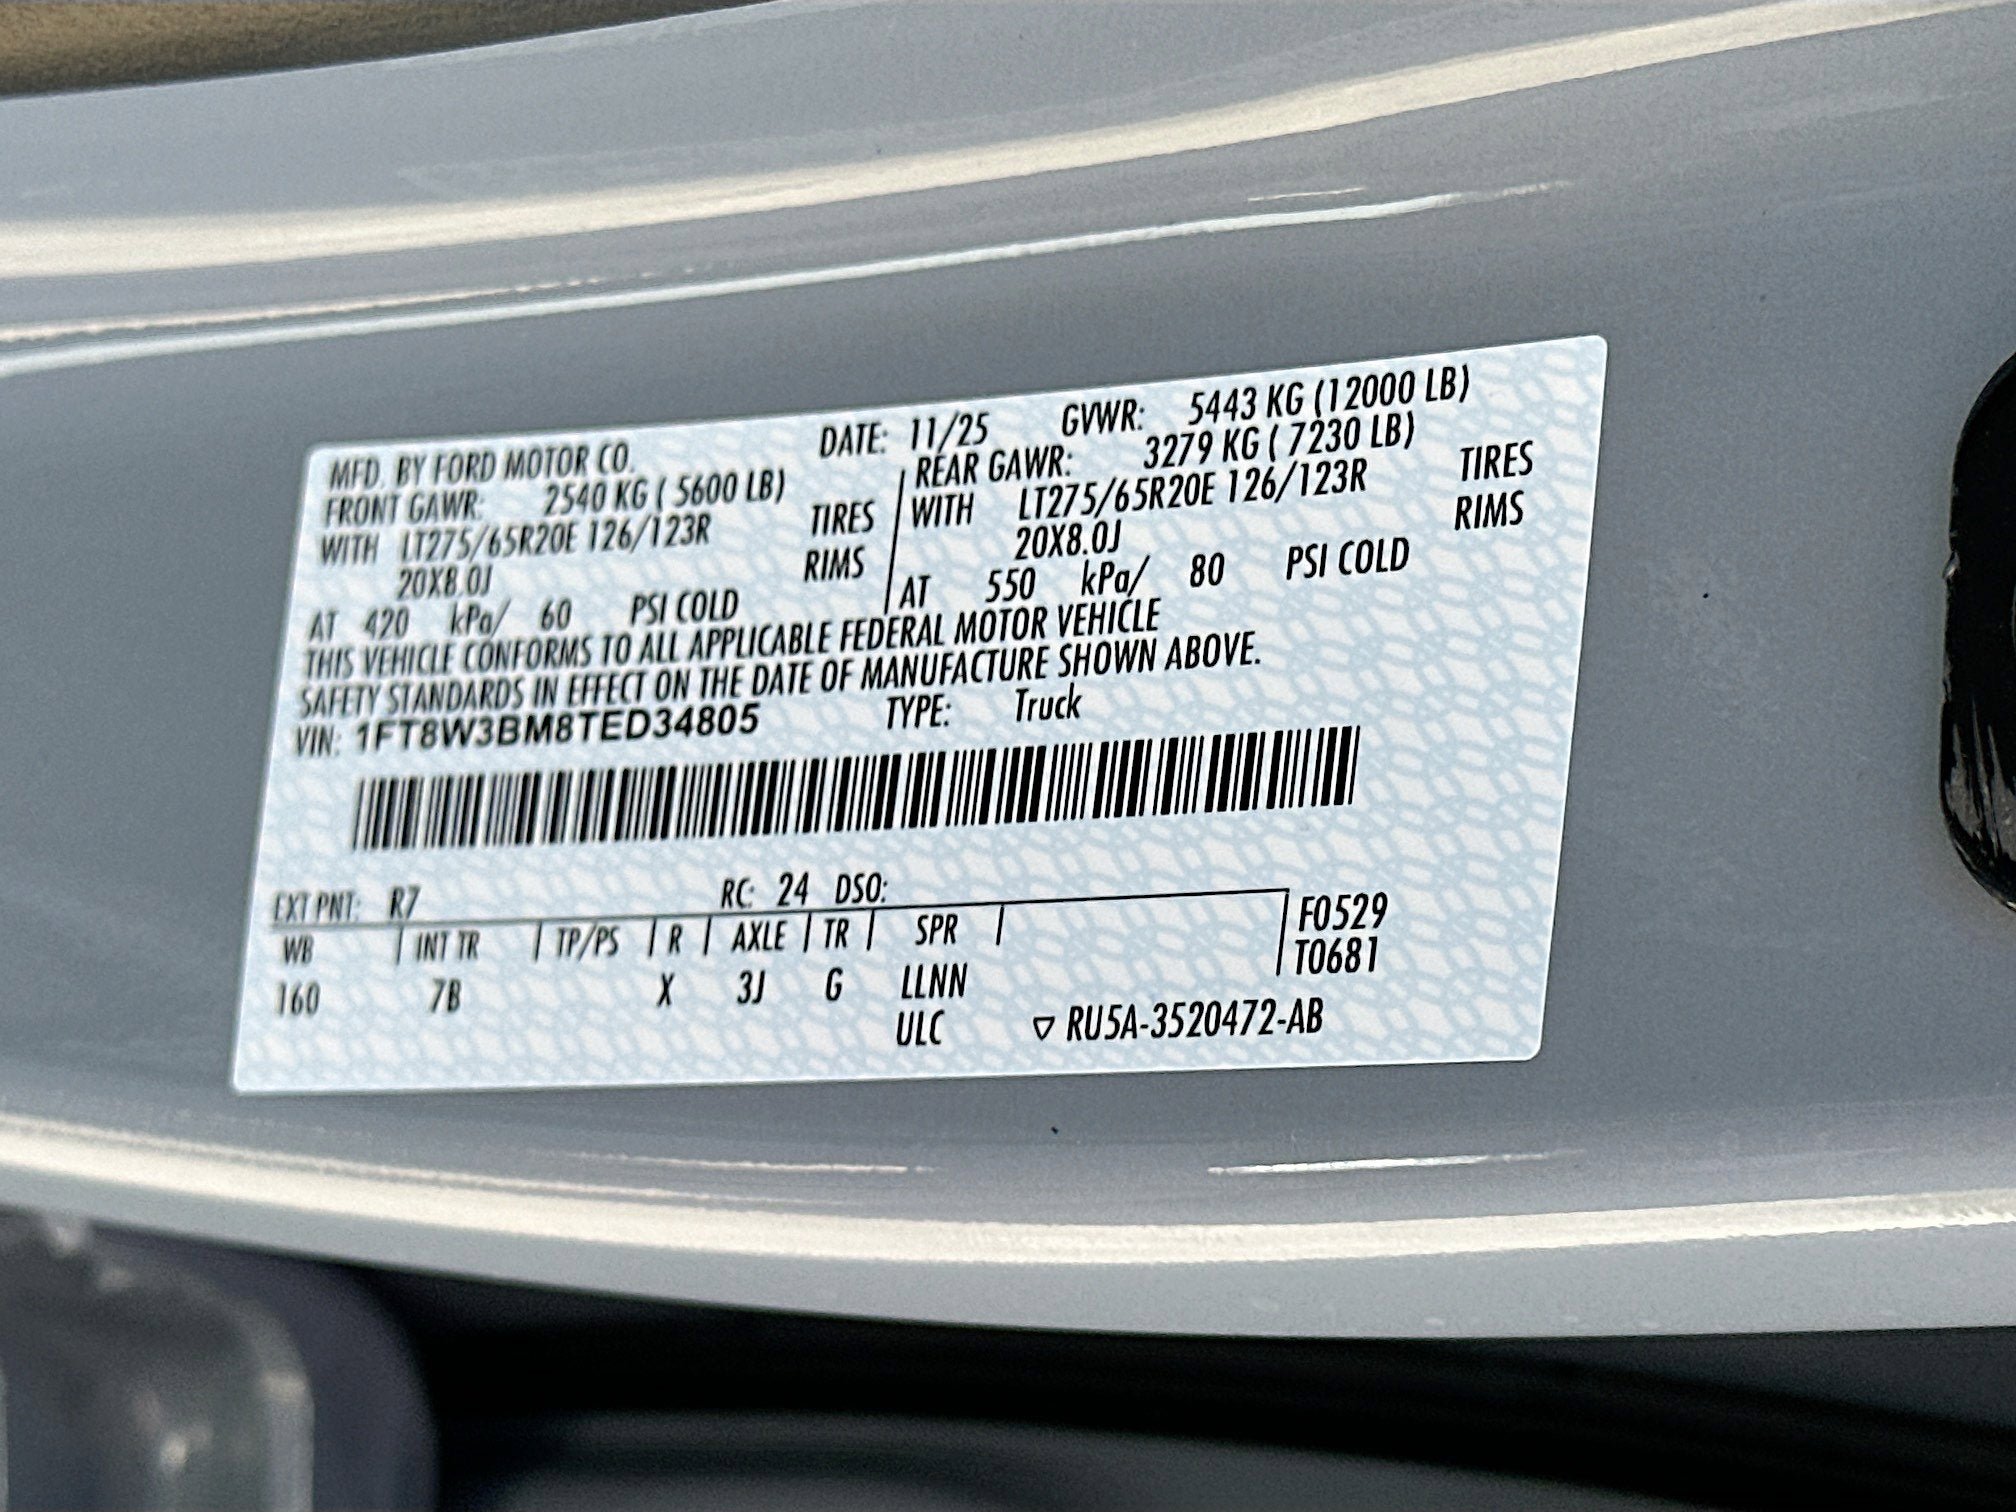 MFD. BY FORD MOTOR CO. DATE: 11/25 GVWR: 5443 KG (12000 LB)
FRONT GAWR: 2540 KG ( 5600 LB) REAR GAWR: 3279 KG ( 7230 LB)
WITH LT275/65R20E 126/123R TIRES WITH LT275/65R20E 126/123R TIRES
20X8.0J RIMS 20X8.0J RIMS
AT 420 kPa/ 60 PSI COLD AT 550 kPa/ 80 PSI COLD
THIS VEHICLE CONFORMS TO ALL APPLICABLE FEDERAL MOTOR VEHICLE
SAFETY STANDARDS IN EFFECT ON THE DATE OF MANUFACTURE SHOWN ABOVE.
VIN: 1FT8W3BM8TED34805 TYPE: Truck
EXT PNT: R7 RC: 24 DSO:
WB INT TR TP/PS R AXLE TR SPR F0529
T0681
160 7B X 3J G LLNN
ULC ▽ RU5A-3520472-AB